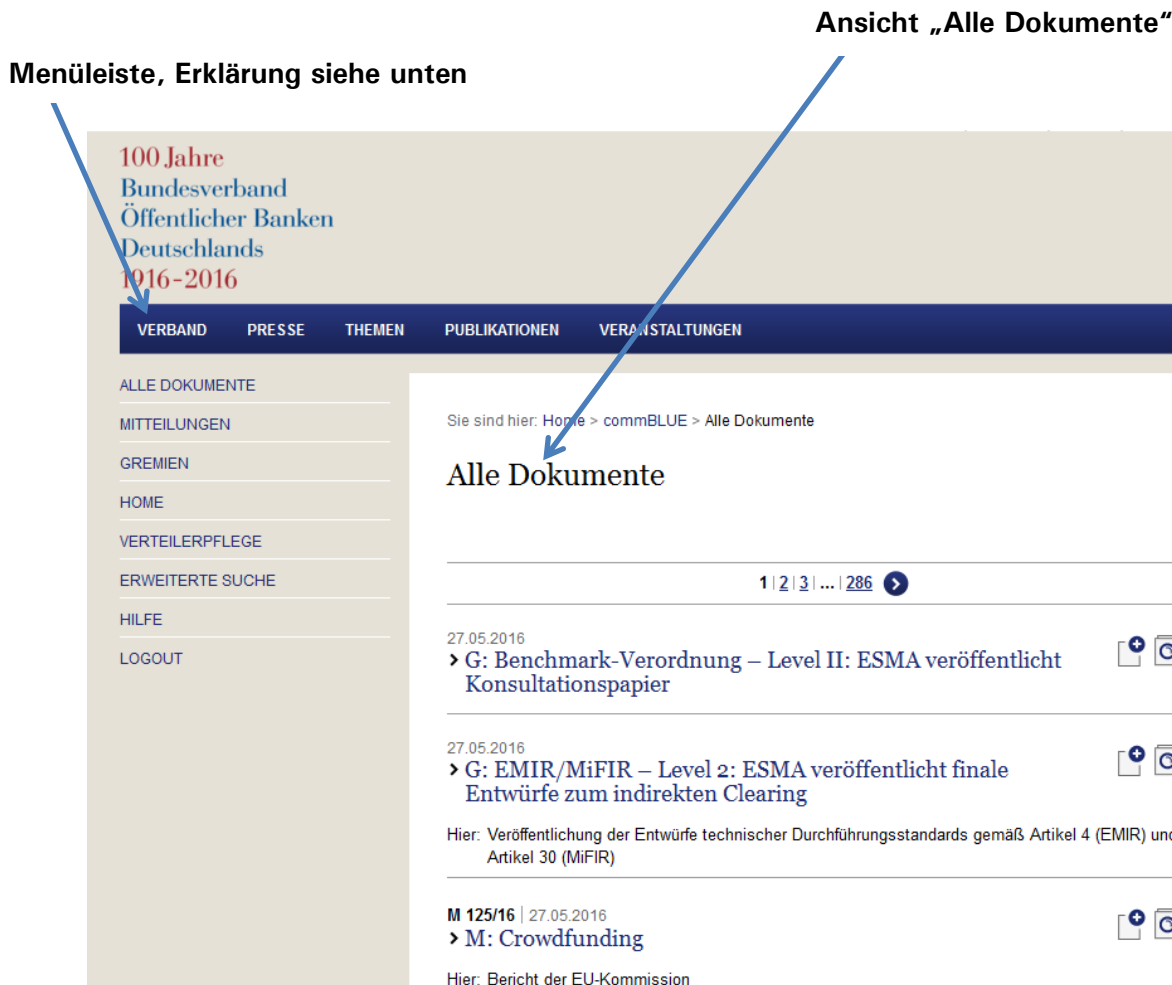 Ansicht „Alle Dokumente“
Menüleiste, Erklärung siehe unten
100 Jahre
Bundesverband
Öffentlicher Banken
Deutschlands
1916-2016
VERBAND PRESSE THEMEN PUBLIKATIONEN VERANSTALTUNGEN
ALLE DOKUMENTE
MITTEILUNGEN
GREMIEN
HOME
VERTEILERPFLEGE
ERWEITERTE SUCHE
HILFE
LOGOUT
Sie sind hier: Home > commBLUE > Alle Dokumente
Alle Dokumente
1 | 2 | 3 | ... | 286
27.05.2016
G: Benchmark-Verordnung – Level II: ESMA veröffentlicht
Konsultationspapier
27.05.2016
G: EMIR/MiFIR – Level 2: ESMA veröffentlicht finale
Entwürfe zum indirekten Clearing
Hier: Veröffentlichung der Entwürfe technischer Durchführungsstandards gemäß Artikel 4 (EMIR) und
Artikel 30 (MiFIR)
M 125/16 | 27.05.2016
M: Crowdfunding
Hier: Bericht der EU-Kommission